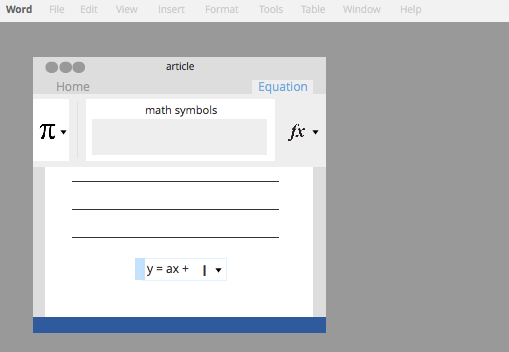 Word File Edit View Insert Format Tools Table Window Help
article
Home Equation
math symbols
π fx
y = ax +